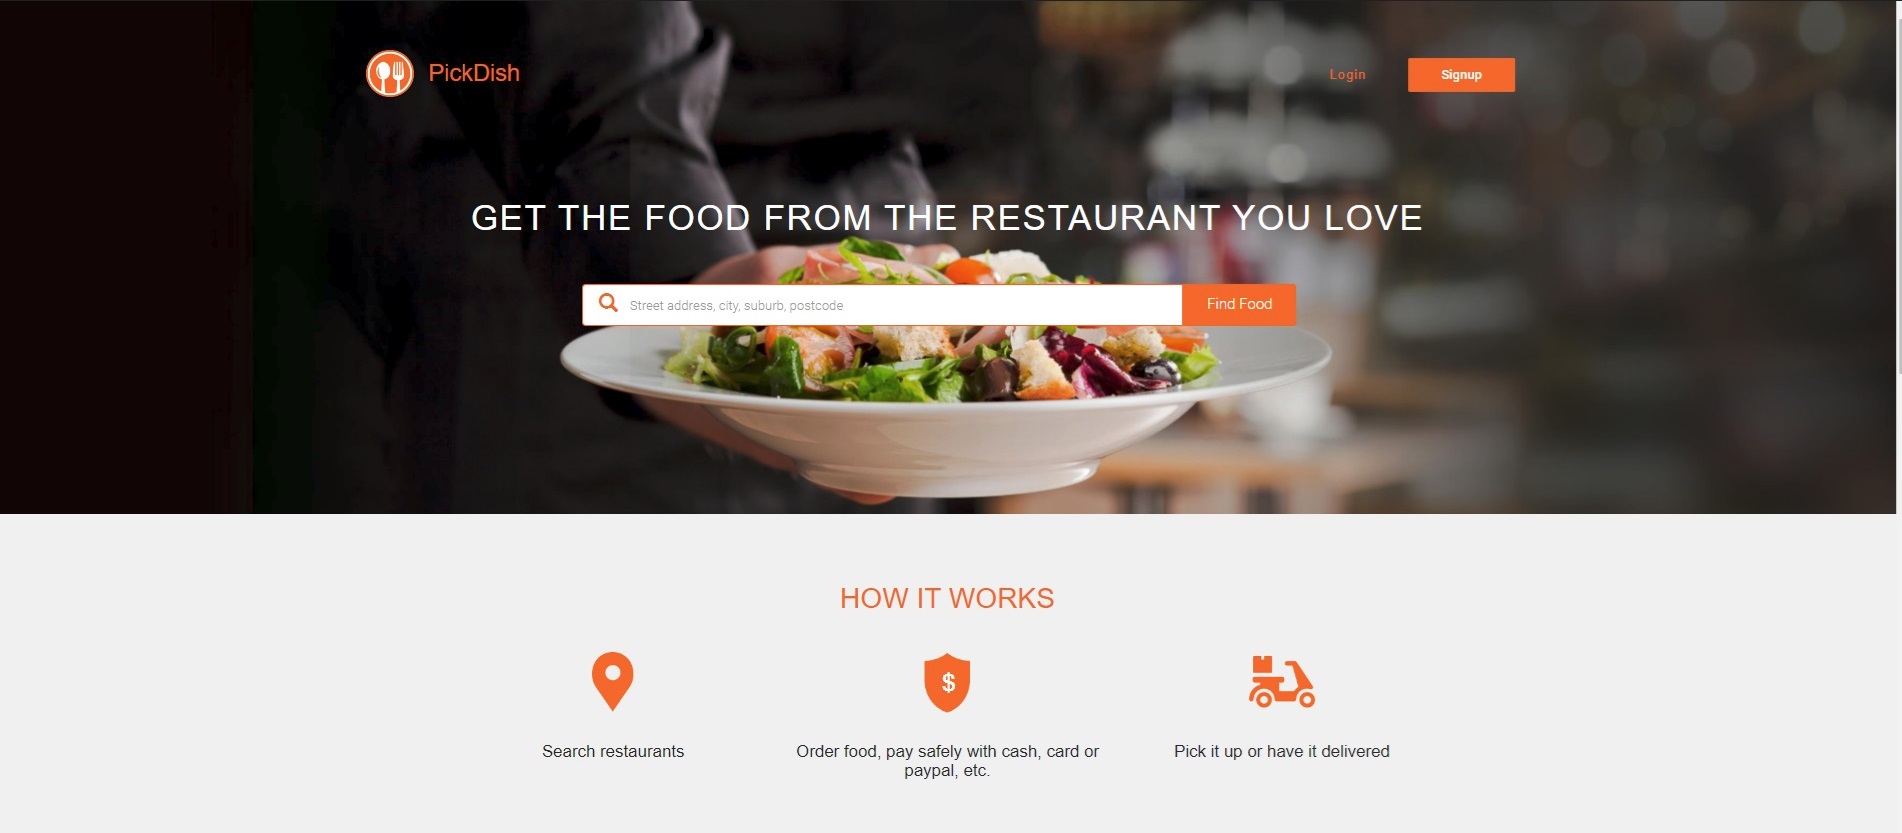 PickDish
Login
Signup
GET THE FOOD FROM THE RESTAURANT YOU LOVE
Street address, city, suburb, postcode
Find Food
HOW IT WORKS
$
Search restaurants
Order food, pay safely with cash, card or
paypal, etc.
Pick it up or have it delivered